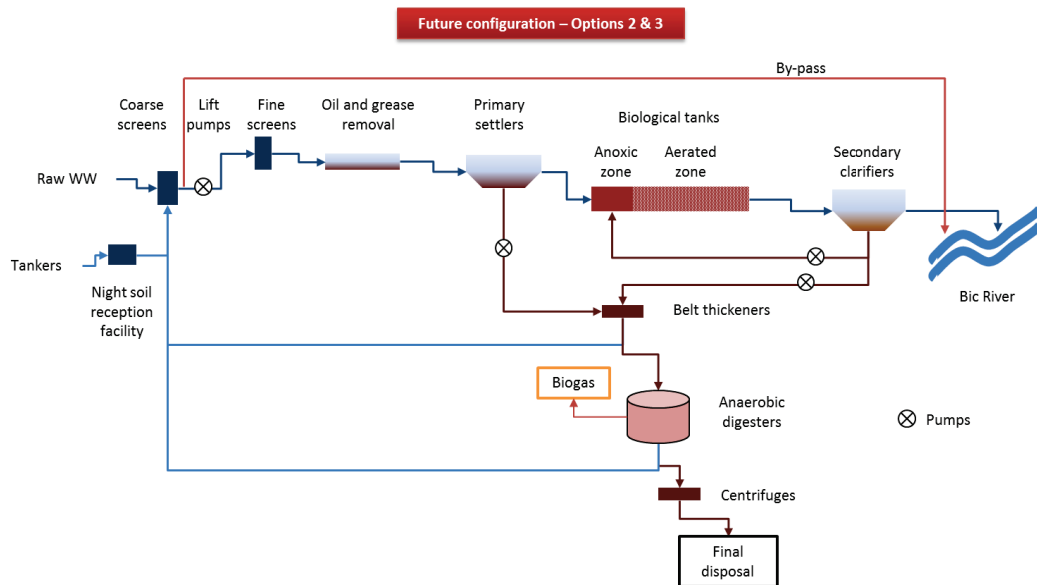 Future configuration – Options 2 & 3
By-pass
Coarse
screens
Lift
pumps
Fine
screens
Oil and grease
removal
Primary
settlers
Biological tanks
Anoxic
zone
Aerated
zone
Secondary
clarifiers
Raw WW
Tankers
Night soil
reception
facility
Belt thickeners
Bic River
Biogas
Anaerobic
digesters
Pumps
Centrifuges
Final
disposal